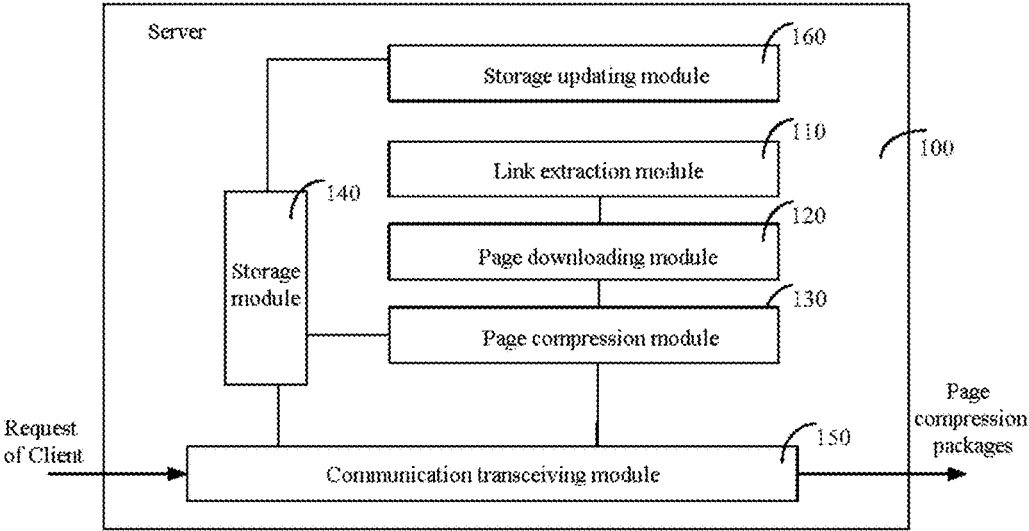 Server
160
Storage updating module
110
Link extraction module
100
140
120
Page downloading module
Storage
module
130
Page compression module
Request
of Client
Page
compression
packages
150
Communication transceiving module